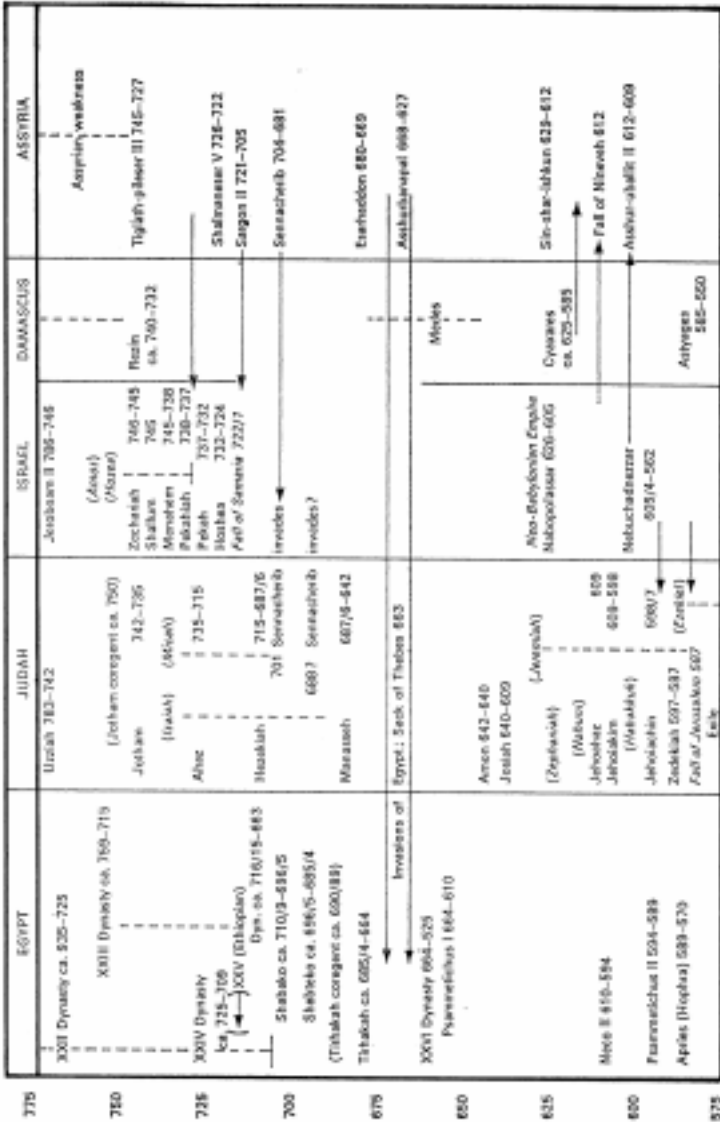 EGYPT
JUDAH
ISRAEL
DAMASCUS
ASSYRIA
775
750
725
700
675
650
625
600
575
XXII Dynasty ca. 935–725
XXIII Dynasty ca. 759–715
XXIV Dynasty
ca. 725–709
XXV (Ethiopian)
Dyn. ca. 716/15–663
Shabako ca. 710/9–696/5
Shebteko ca. 696/5–685/4
(Tirhakah coregent ca. 690/89)
Tirhakah ca. 685/4–664
XXVI Dynasty 664–525
Psammetichus I 664–610
Neco II 610–594
Psammetichus II 594–589
Apries (Hophra) 589–570
Uzziah 783–742
(Jotham coregent ca. 750)
Jotham 742–735
(Isaiah) (Micah)
Ahaz 735–715
Hezekiah 715–687/6
701 Sennacherib invades
688? Sennacherib invades?
Manasseh 687/6–642
Invasions of Egypt; Sack of Thebes 663
Amon 642–640
Josiah 640–609
(Jeremiah)
(Zephaniah)
(Nahum)
Jehoahaz 609
Jehoiakim 609–598
(Habakkuk)
Jehoiachin 598/7
(Ezekiel)
Zedekiah 597–587
Fall of Jerusalem 587
Exile
Jeroboam II 786–746
(Amos)
(Hosea)
Zechariah 746–745
Shallum 745
Menahem 745–738
Pekahiah 738–737
Pekah 737–732
Hoshea 732–724
Fall of Samaria 722/1
Neo-Babylonian Empire
Nabopolassar 626–605
Nebuchadnezzar
605/4–562
Rezin
ca. 740–732
Medes
Cyaxares
ca. 625–585
Astyages
585–550
Assyrian weakness
Tiglath-pileser III 745–727
Shalmaneser V 726–722
Sargon II 721–705
Sennacherib 704–681
Esarhaddon 680–669
Asshurbanapal 668–627
Sin-shar-ishkun 629–612
Fall of Nineveh 612
Asshur-uballit II 612–609